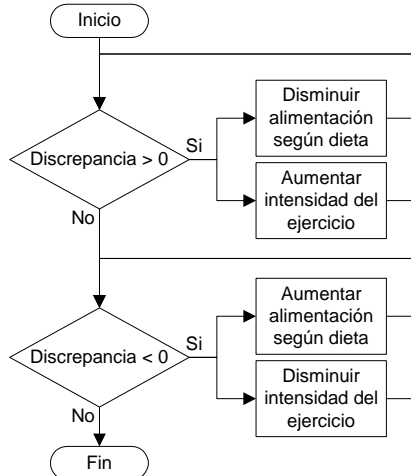 Inicio
Discrepancia > 0
Si
Disminuir
alimentación
según dieta
Aumentar
intensidad del
ejercicio
No
Discrepancia < 0
Si
Aumentar
alimentación
según dieta
Disminuir
intensidad del
ejercicio
No
Fin